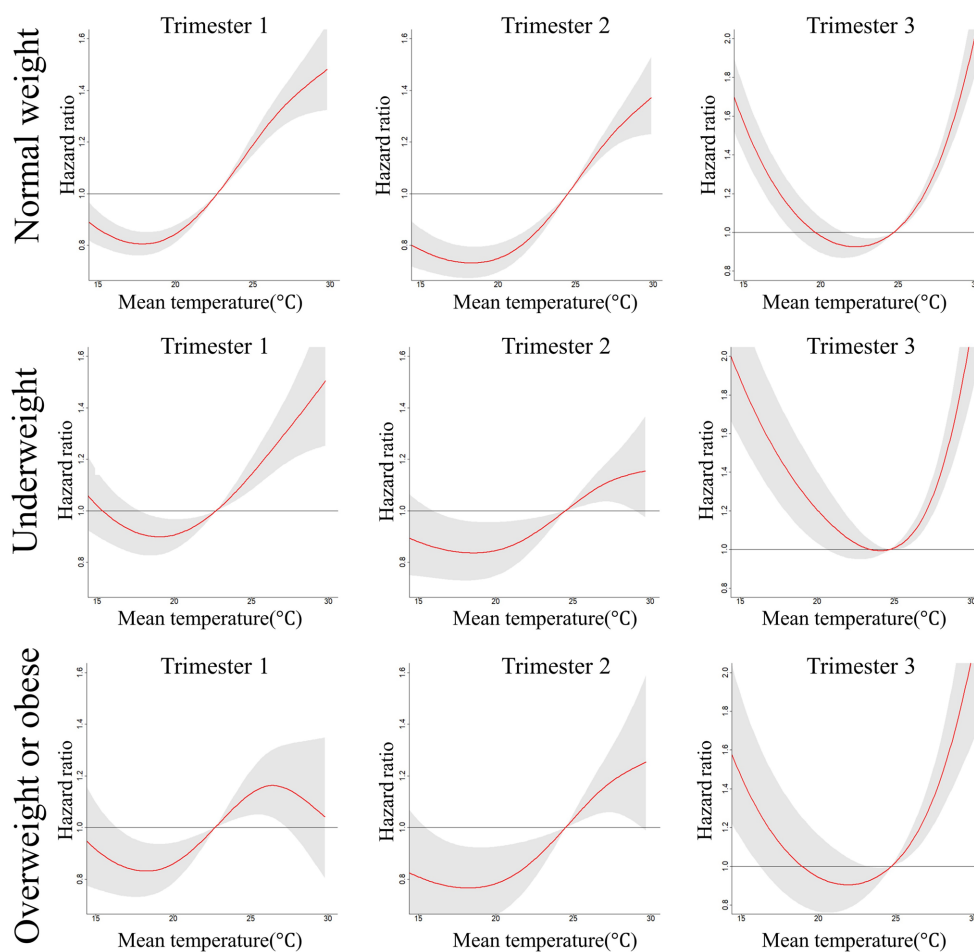 Normal weight
Trimester 1
Hazard ratio
0.8 1.0 1.2 1.4 1.6
15 20 25 30
Mean temperature(°C)
Trimester 2
Hazard ratio
0.8 1.0 1.2 1.4 1.6
15 20 25 30
Mean temperature(°C)
Trimester 3
Hazard ratio
0.8 1.0 1.2 1.4 1.6 1.8 2.0
15 20 25 30
Mean temperature(°C)
Underweight
Trimester 1
Hazard ratio
0.8 1.0 1.2 1.4 1.6
15 20 25 30
Mean temperature(°C)
Trimester 2
Hazard ratio
0.8 1.0 1.2 1.4 1.6
15 20 25 30
Mean temperature(°C)
Trimester 3
Hazard ratio
0.8 1.0 1.2 1.4 1.6 1.8 2.0
15 20 25 30
Mean temperature(°C)
Overweight or obese
Trimester 1
Hazard ratio
0.8 1.0 1.2 1.4 1.6
15 20 25 30
Mean temperature(°C)
Trimester 2
Hazard ratio
0.8 1.0 1.2 1.4 1.6
15 20 25 30
Mean temperature(°C)
Trimester 3
Hazard ratio
0.8 1.0 1.2 1.4 1.6 1.8 2.0
15 20 25 30
Mean temperature(°C)